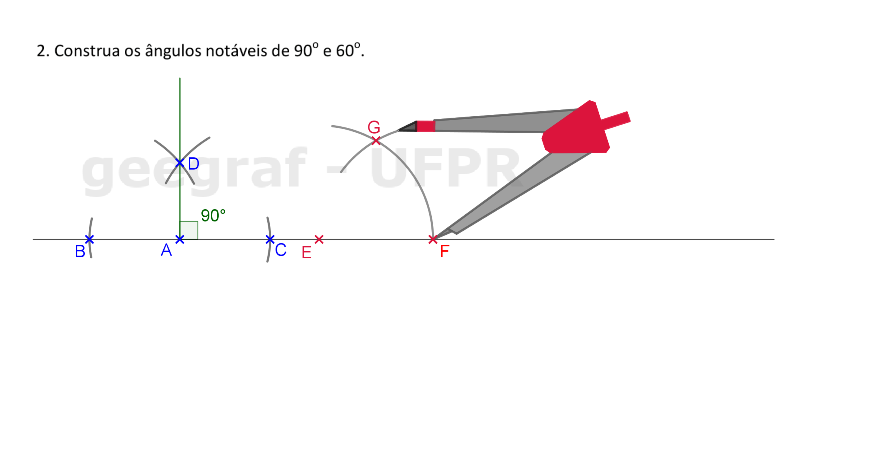 2. Construa os ângulos notáveis de 90° e 60°.
geegraf - UFPR
G
D
90°
B
A
C
E
F